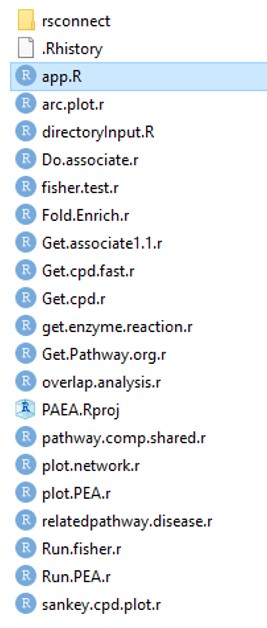 rsconnect
.Rhistory
app.R
arc.plot.r
directoryInput.R
Do.associate.r
fisher.test.r
Fold.Enrich.r
Get.associate1.1.r
Get.cpd.fast.r
Get.cpd.r
get.enzyme.reaction.r
Get.Pathway.org.r
overlap.analysis.r
PAEA.Rproj
pathway.comp.shared.r
plot.network.r
plot.PEA.r
relatedpathway.disease.r
Run.fisher.r
Run.PEA.r
sankey.cpd.plot.r